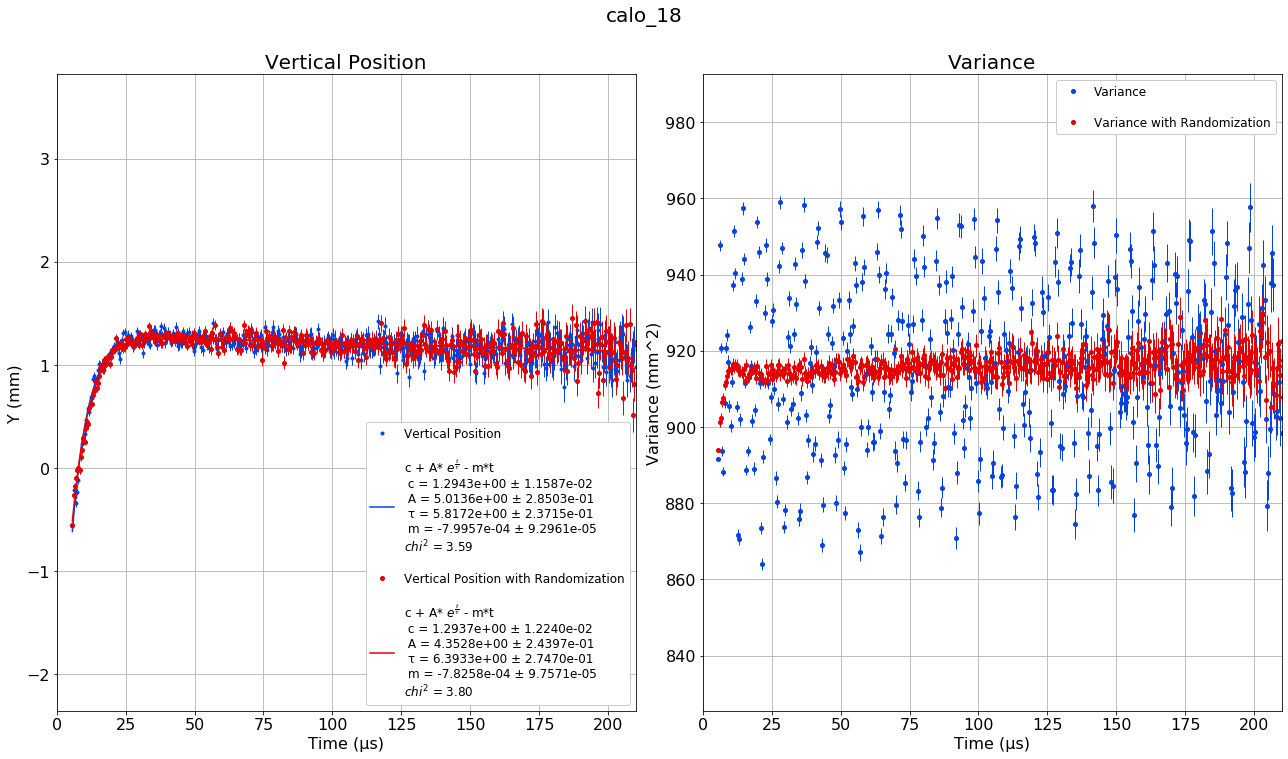 calo_18
Vertical Position
Y (mm)
3
2
1
0
−1
−2
0 25 50 75 100 125 150 175 200
Time (µs)
Vertical Position
c + A* e^{t/τ} - m*t
c = 1.2943e+00 ± 1.1587e-02
A = 5.0136e+00 ± 2.8503e-01
τ = 5.8172e+00 ± 2.3715e-01
m = -7.9957e-04 ± 9.2961e-05
chi² = 3.59
Vertical Position with Randomization
c + A* e^{t/τ} - m*t
c = 1.2937e+00 ± 1.2240e-02
A = 4.3528e+00 ± 2.4397e-01
τ = 6.3933e+00 ± 2.7470e-01
m = -7.8258e-04 ± 9.7571e-05
chi² = 3.80
Variance
Variance (mm^2)
980
960
940
920
900
880
860
840
0 25 50 75 100 125 150 175 200
Time (µs)
Variance
Variance with Randomization